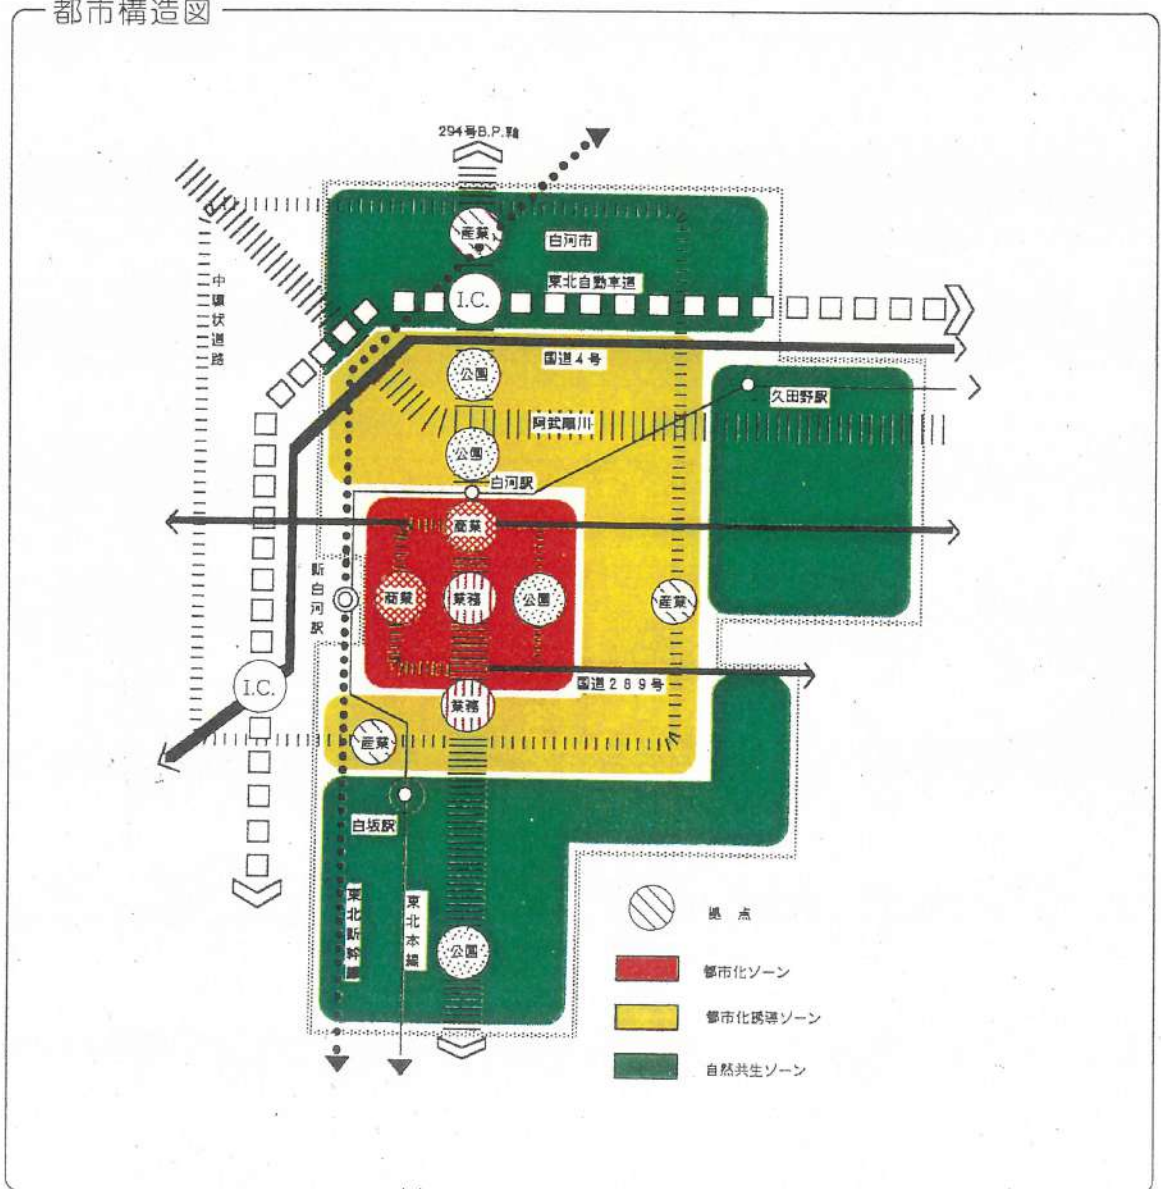 都市構造図
294号B.P.軸
産業
白河市
東北自動車道
I.C.
中環状道路
国道4号
公園
久田野駅
阿武隈川
公園
白河駅
商業
新白河駅
商業
業務
公園
産業
I.C.
国道289号
業務
産業
白坂駅
東北新幹線
東北本線
公園
拠点
都市化ゾーン
都市化誘導ゾーン
自然共生ゾーン